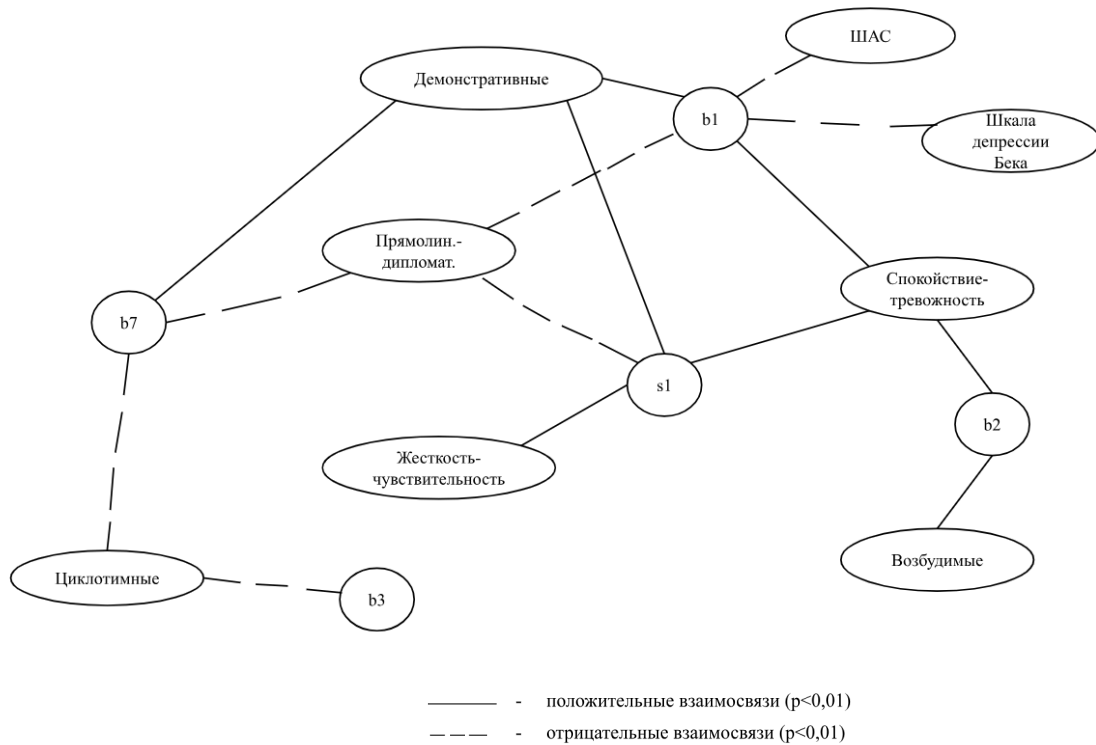 ШАС
Демонстративные
b1
Шкала
депрессии
Бека
Прямолин.-
дипломат.
Спокойствие-
тревожность
b7
s1
b2
Жесткость-
чувствительность
Возбудимые
Циклотимные
b3
- положительные взаимосвязи (p<0,01)
- отрицательные взаимосвязи (p<0,01)